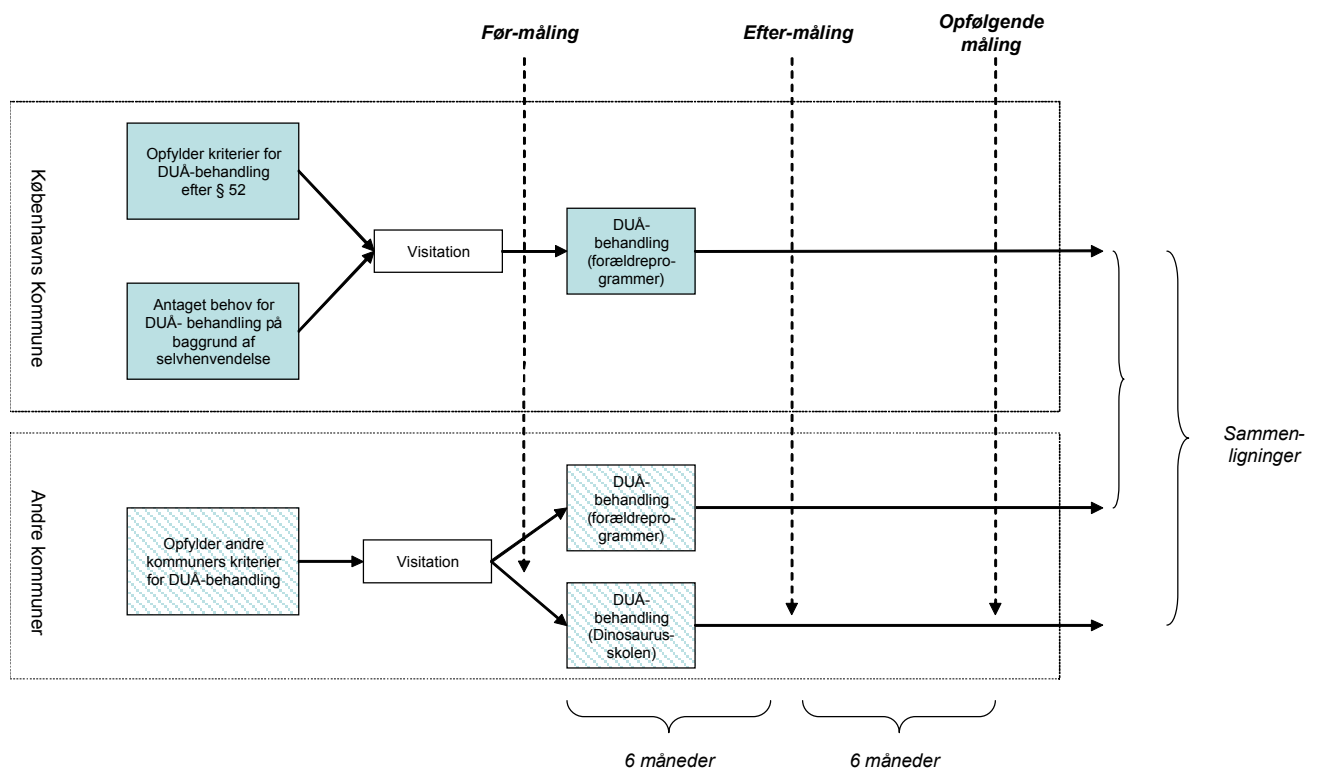 Før-måling
Efter-måling
Opfølgende
måling
Københavns Kommune
Opfylder kriterier for
DUÅ-behandling
efter § 52
Antaget behov for
DUÅ- behandling på
baggrund af
selvhenvendelse
Visitation
DUÅ-
behandling
(forældrepro-
grammer)
Andre kommuner
Opfylder andre
kommuners kriterier
for DUÅ-behandling
Visitation
DUÅ-
behandling
(forældrepro-
grammer)
DUÅ-
behandling
(Dinosaurus-
skolen)
Sammen-
ligninger
6 måneder
6 måneder